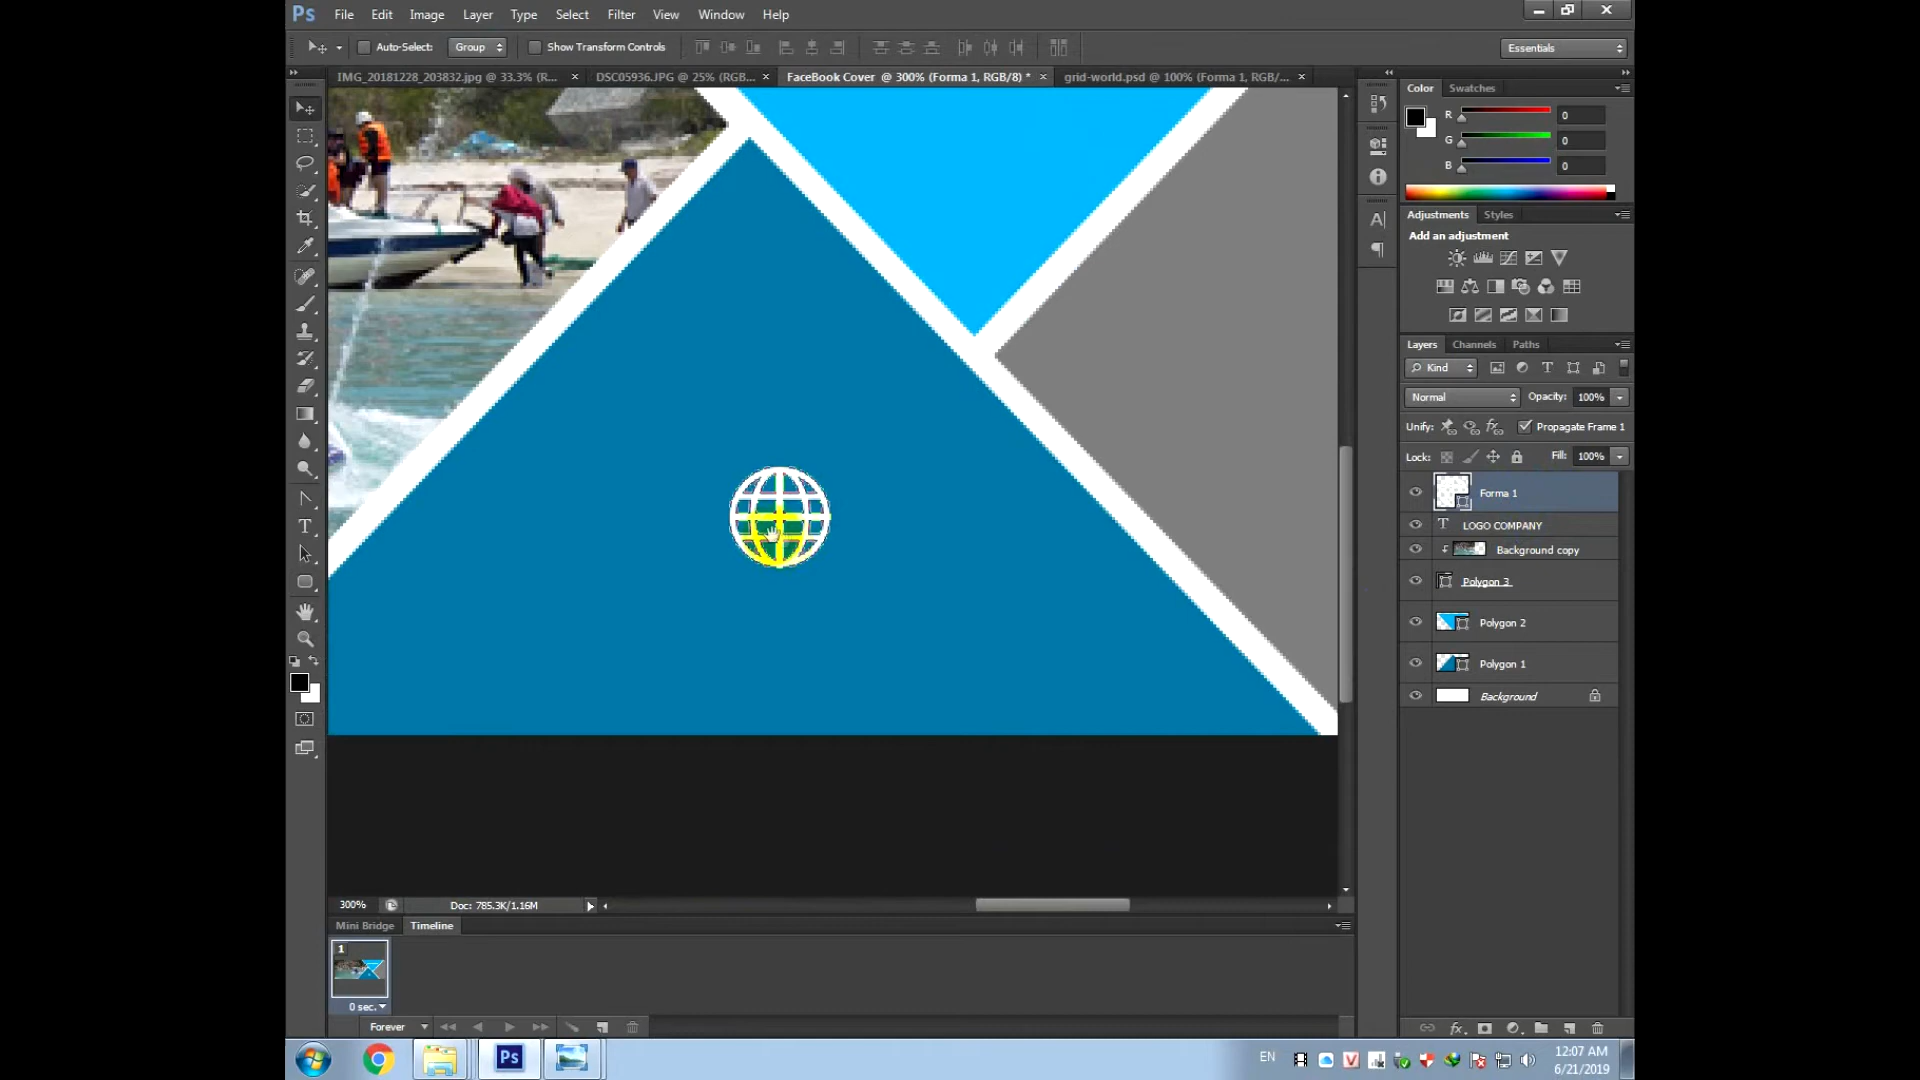 Ps File Edit Image Layer Type Select Filter View Window Help
Auto-Select: Group Show Transform Controls Essentials
IMG_20181228_203832.jpg @ 33.3% (R... × DSC05936.JPG @ 25% (RGB... × FaceBook Cover @ 300% (Forma 1, RGB/8) * × grid-world.psd @ 100% (Forma 1, RGB/... ×
Color Swatches
R 0
G 0
B 0
Adjustments Styles
Add an adjustment
Layers Channels Paths
Kind
Normal Opacity: 100%
Unify: Propagate Frame 1
Lock: Fill: 100%
Forma 1
T LOGO COMPANY
Background copy
Polygon 3
Polygon 2
Polygon 1
Background
300% Doc: 785.3K/1.16M
Mini Bridge Timeline
1
0 sec.
Forever
Ps EN 12:07 AM
6/21/2019